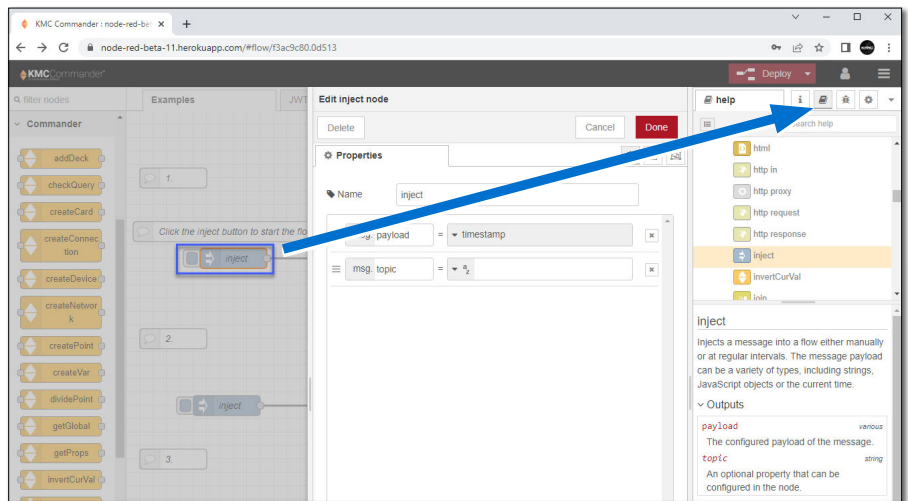 KMC Commander : node-red-bet
node-red-beta-11.herokuapp.com/#flow/f3ac9c80.0d513
KMC Commander
Deploy
filter nodes
Commander
addDeck
checkQuery
createCard
createConnec
tion
createDevice
createNetwor
k
createPoint
createVar
dividePoint
getGlobal
getProps
invertCurVal
Examples
JWT
1.
Click the inject button to start the flo
inject
2.
inject
3.
Edit inject node
Delete
Cancel
Done
Properties
Name
inject
msg. payload
=
timestamp
msg. topic
=
a z
help
i
search help
html
http in
http proxy
http request
http response
inject
invertCurVal
join
inject
Injects a message into a flow either manually
or at regular intervals. The message payload
can be a variety of types, including strings,
JavaScript objects or the current time.
Outputs
payload various
The configured payload of the message.
topic string
An optional property that can be
configured in the node.